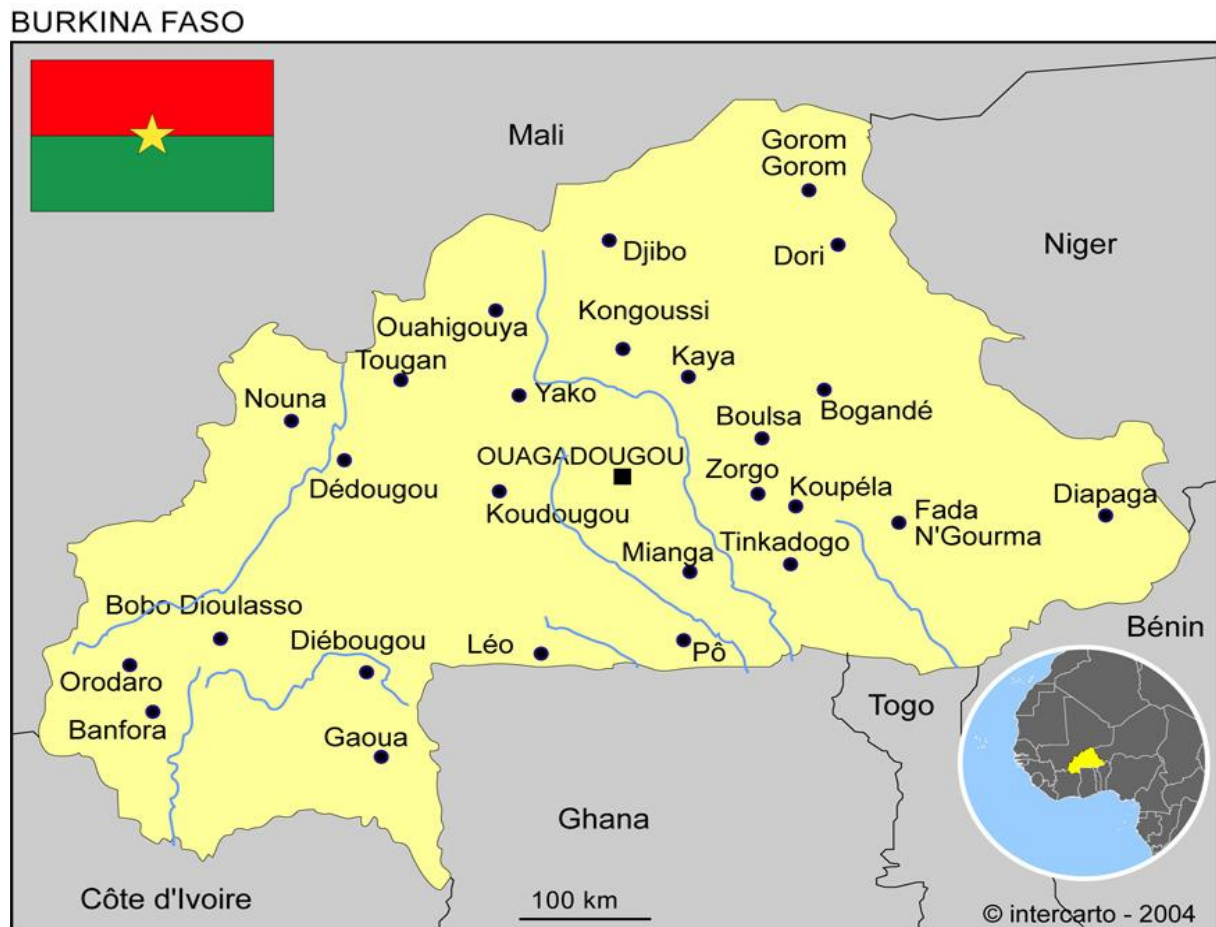 BURKINA FASO
Mali
Gorom
Gorom
Niger
Djibo
Dori
Kongoussi
Ouahigouya
Tougan
Kaya
Nouna
Yako
Bogandé
Boulsa
OUAGADOUGOU
Zorgo
Koupéla
Dédougou
Koudougou
Fada
N'Gourma
Diapaga
Mianga
Tinkadogo
Bobo Dioulasso
Diébougou
Léo
Pô
Bénin
Orodaro
Togo
Banfora
Gaoua
Ghana
Côte d'Ivoire
100 km
© intercarto - 2004